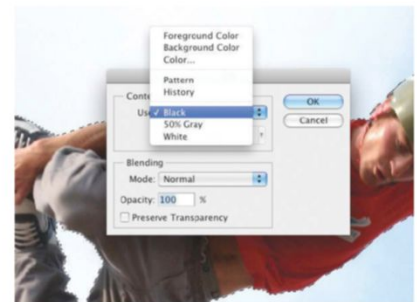 Foreground Color
Background Color
Color...
Pattern
History
Conte
Us ✓ Black
50% Gray
White
OK
Cancel
Blending
Mode: Normal
Opacity: 100 %
Preserve Transparency